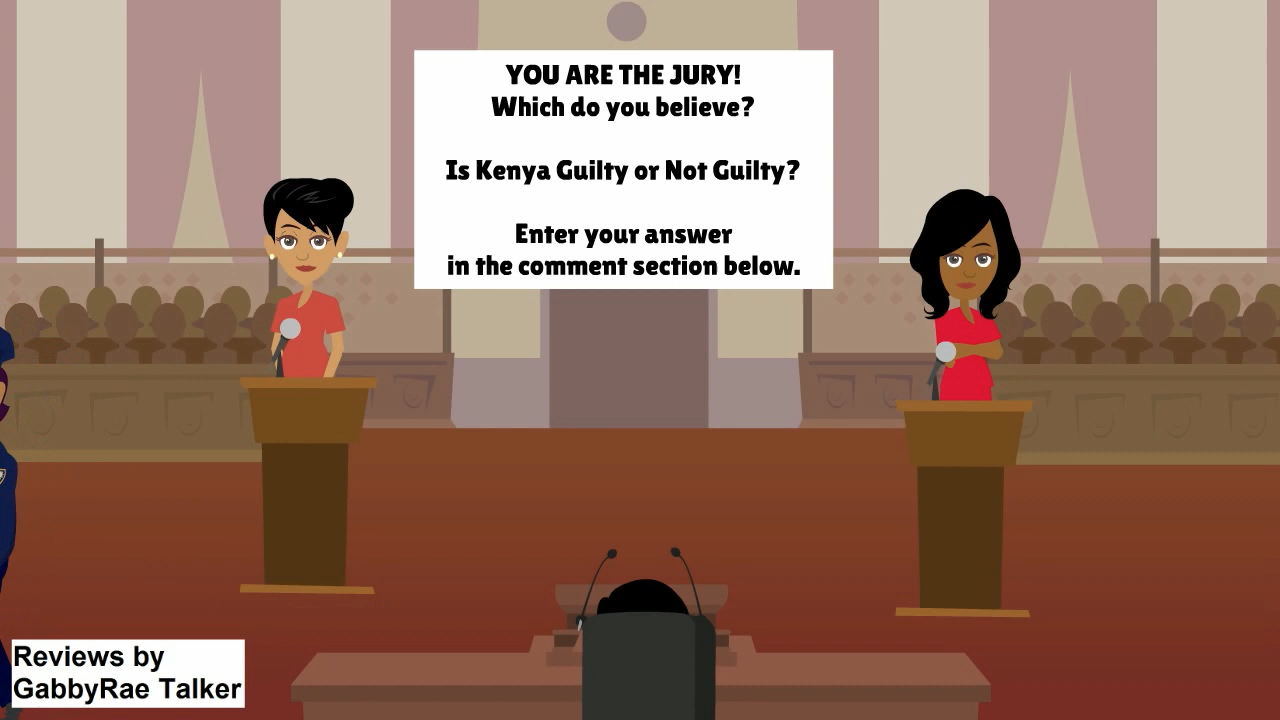 YOU ARE THE JURY!
Which do you believe?
Is Kenya Guilty or Not Guilty?
Enter your answer
in the comment section below.
Reviews by
GabbyRae Talker